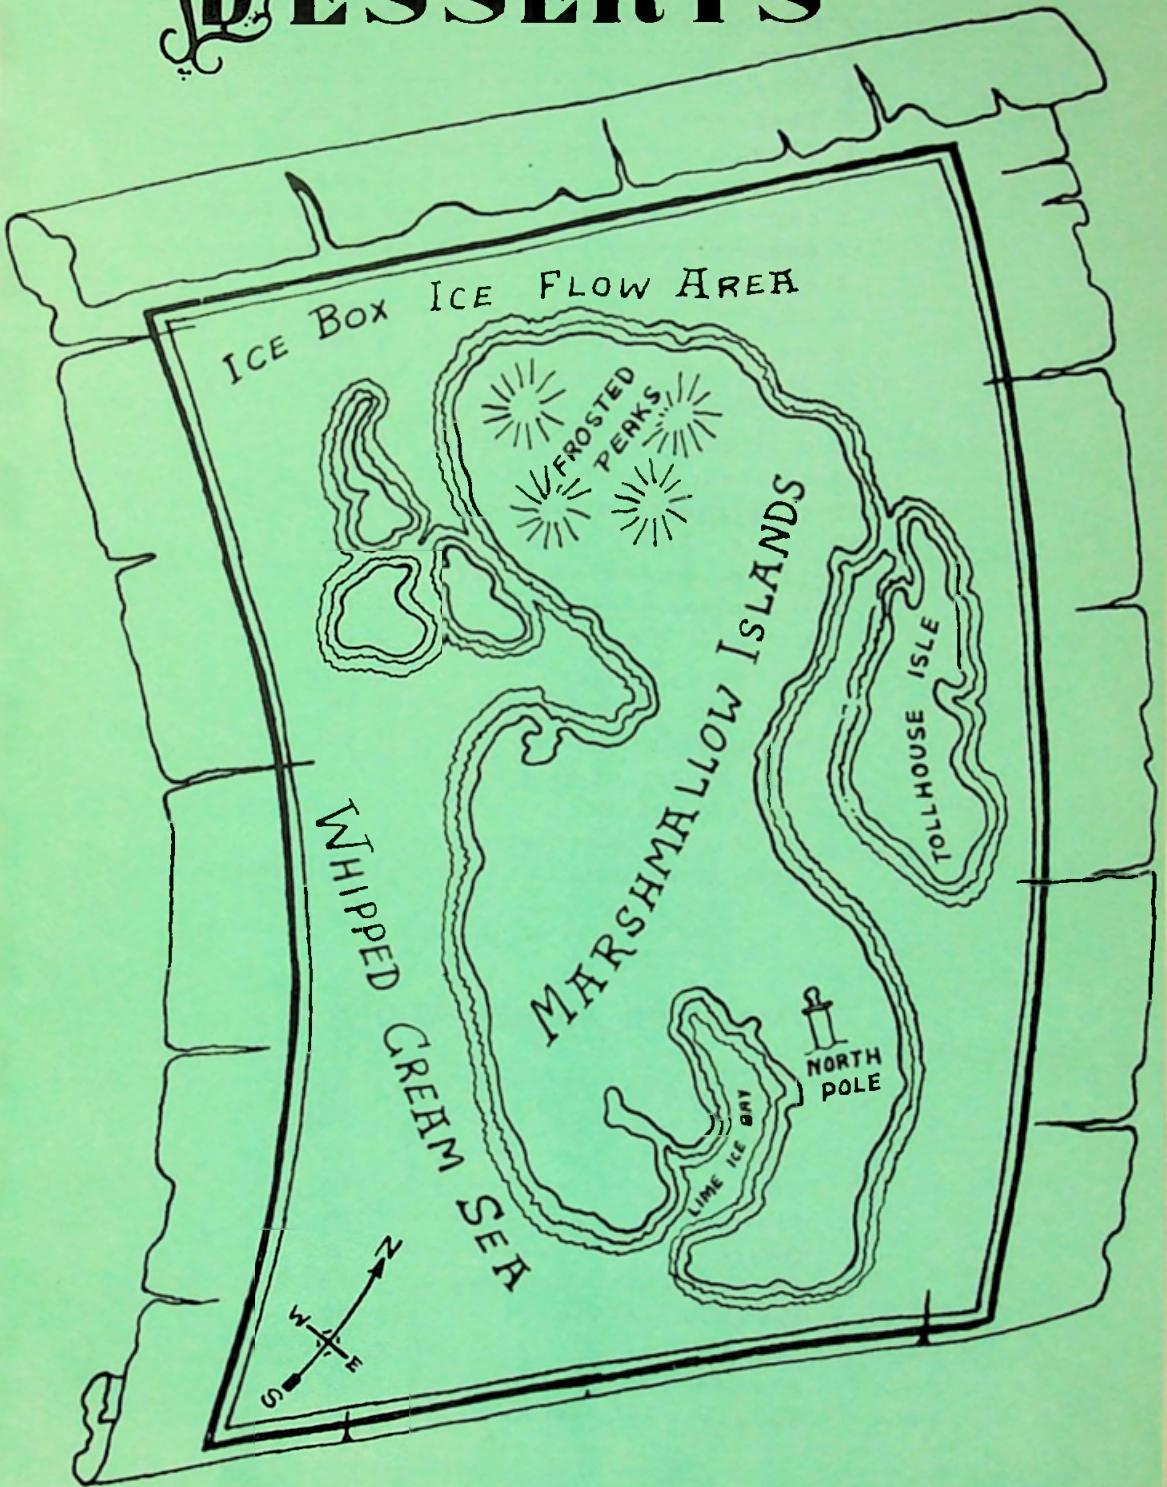 DESSERTS
ICE BOX ICE FLOW AREA
FROSTED
PEAKS
MARSHMALLOW ISLANDS
TOLLHOUSE ISLE
WHIPPED CREAM SEA
NORTH
POLE
LIME ICE BAY
N
W
E
S